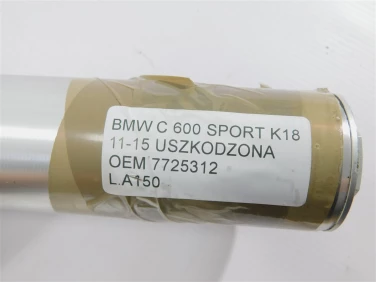 BMW C 600 SPORT K18
11-15 USZKODZONA
OEM 7725312
L.A150